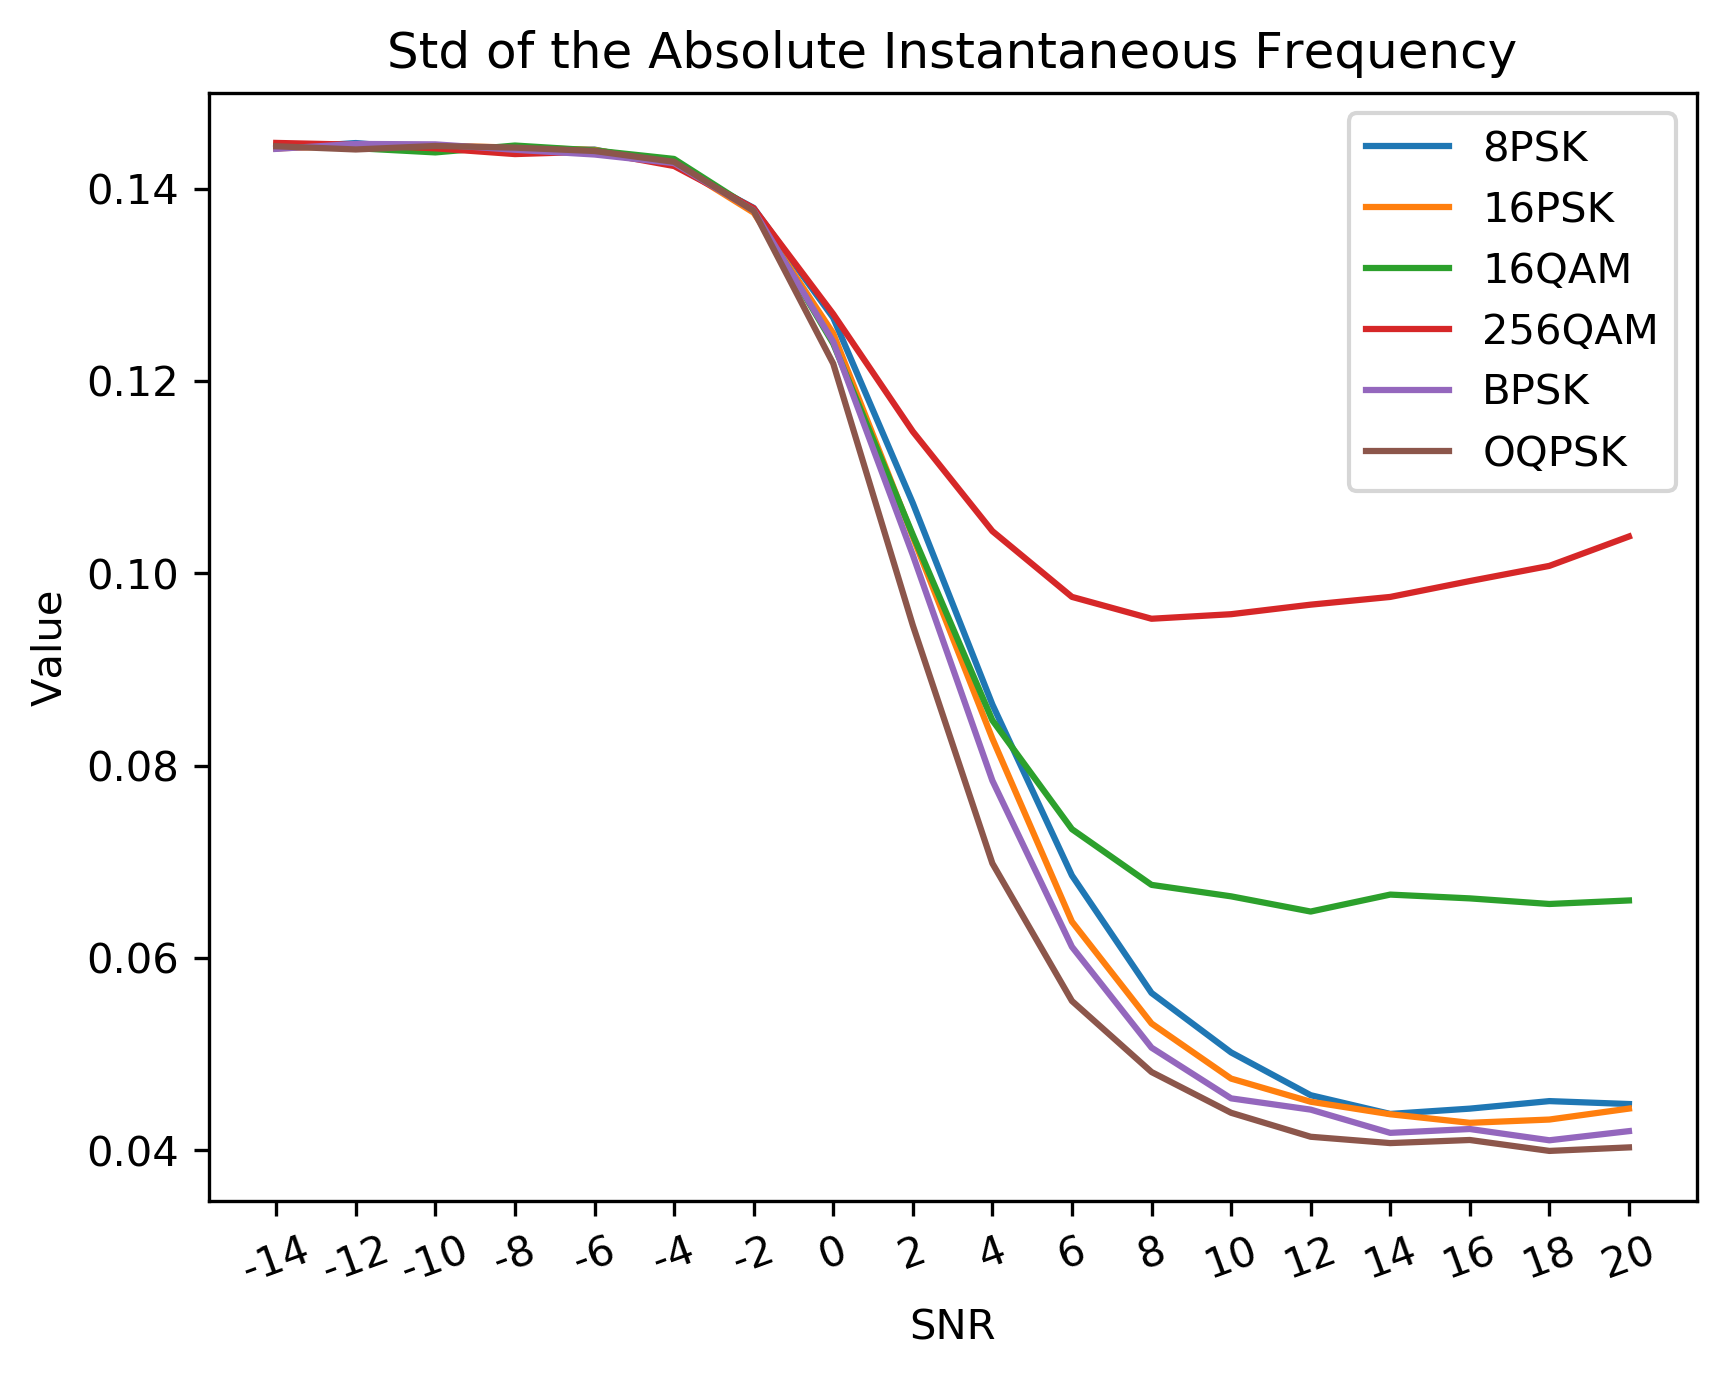 Std of the Absolute Instantaneous Frequency
8PSK
16PSK
16QAM
256QAM
BPSK
OQPSK
0.14
0.12
0.10
0.08
0.06
0.04
Value
-14 -12 -10 -8 -6 -4 -2 0 2 4 6 8 10 12 14 16 18 20
SNR